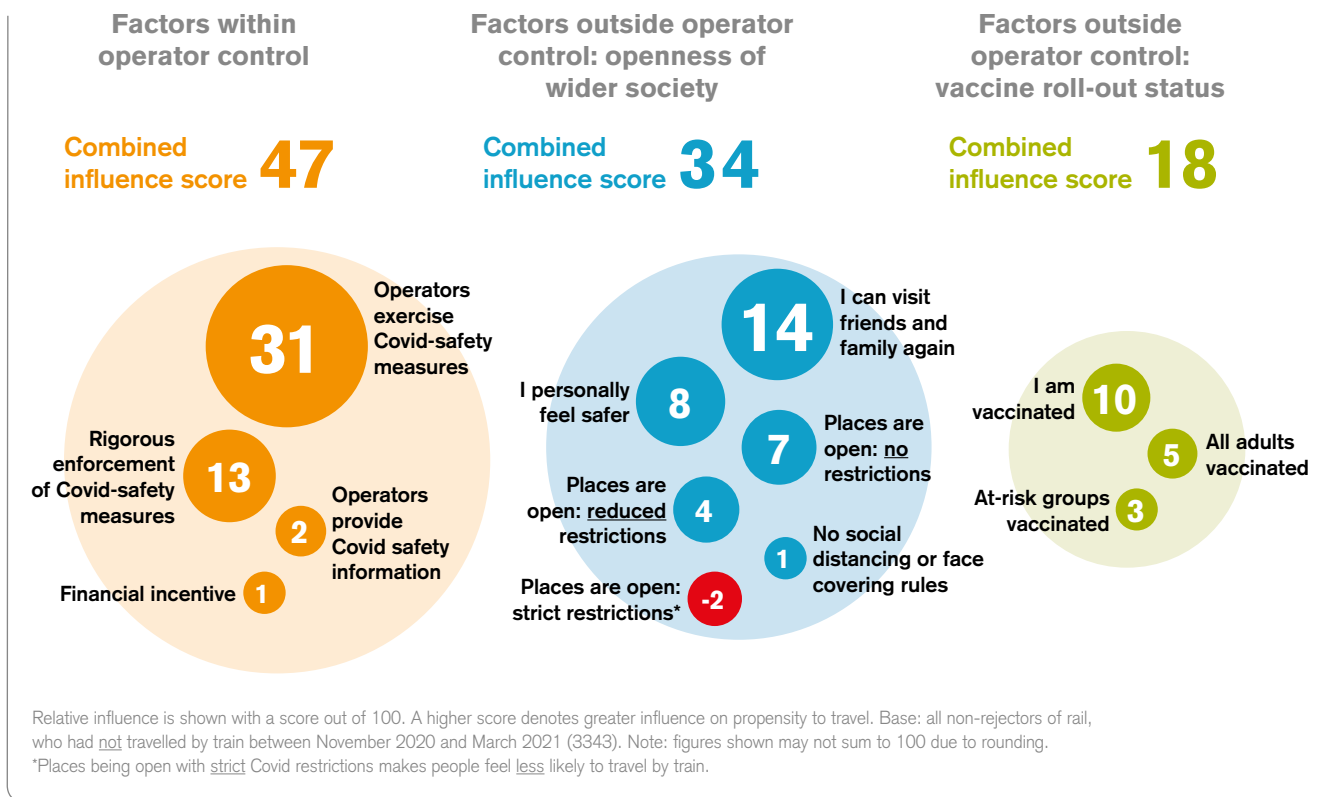 Factors within
operator control
Combined
influence score 47
31
Operators
exercise
Covid-safety
measures
Rigorous
enforcement
of Covid-safety
measures
13
2
Operators
provide
Covid safety
information
Financial incentive
1
Factors outside operator
control: openness of
wider society
Combined
influence score 34
14
I can visit
friends and
family again
I personally
feel safer
8
7
Places are
open: no
restrictions
Places are
open: reduced
restrictions
4
1
No social
distancing or face
covering rules
Places are open:
strict restrictions*
-2
Factors outside
operator control:
vaccine roll-out status
Combined
influence score 18
I am
vaccinated
10
5
All adults
vaccinated
At-risk groups
vaccinated
3
Relative influence is shown with a score out of 100. A higher score denotes greater influence on propensity to travel. Base: all non-rejectors of rail,
who had not travelled by train between November 2020 and March 2021 (3343). Note: figures shown may not sum to 100 due to rounding.
*Places being open with strict Covid restrictions makes people feel less likely to travel by train.